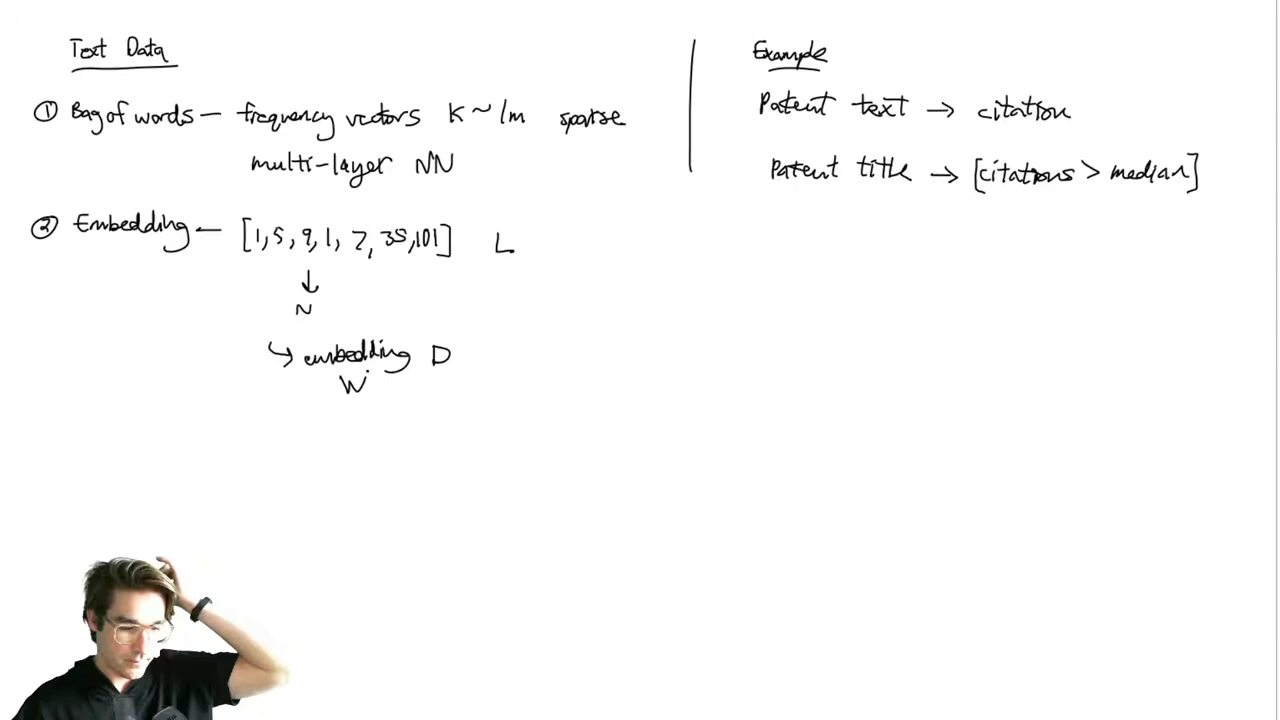 Text Data
① Bag of words — frequency vectors K ~ 1m sparse
multi-layer NN
② Embedding — [1, 5, 9, 1, 7, 35, 101] L
↓
N
↳ embedding D
W
Example
Patent text → citation
Patent title → [citations > median]